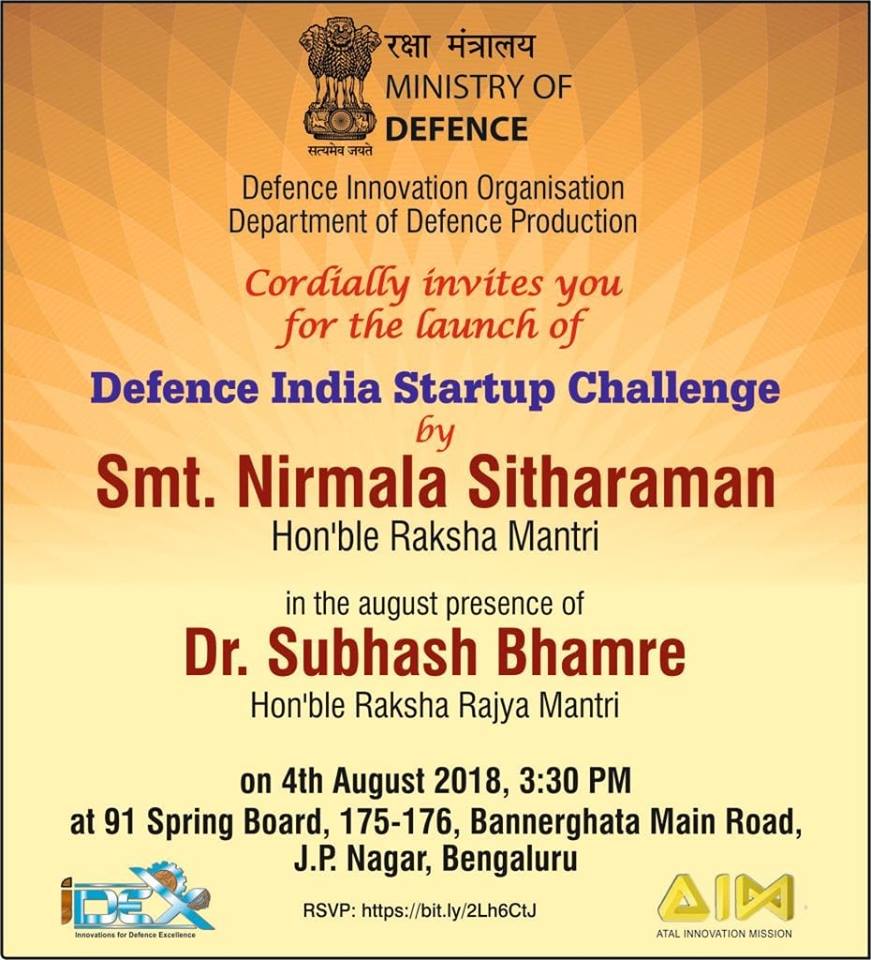 रक्षा मंत्रालय
MINISTRY OF
DEFENCE
सत्यमेव जयते
Defence Innovation Organisation
Department of Defence Production
Cordially invites you
for the launch of
Defence India Startup Challenge
by
Smt. Nirmala Sitharaman
Hon'ble Raksha Mantri
in the august presence of
Dr. Subhash Bhamre
Hon'ble Raksha Rajya Mantri
on 4th August 2018, 3:30 PM
at 91 Spring Board, 175-176, Bannerghata Main Road,
J.P. Nagar, Bengaluru
iDEX
Innovations for Defence Excellence
RSVP: https://bit.ly/2Lh6CtJ
AIM
ATAL INNOVATION MISSION